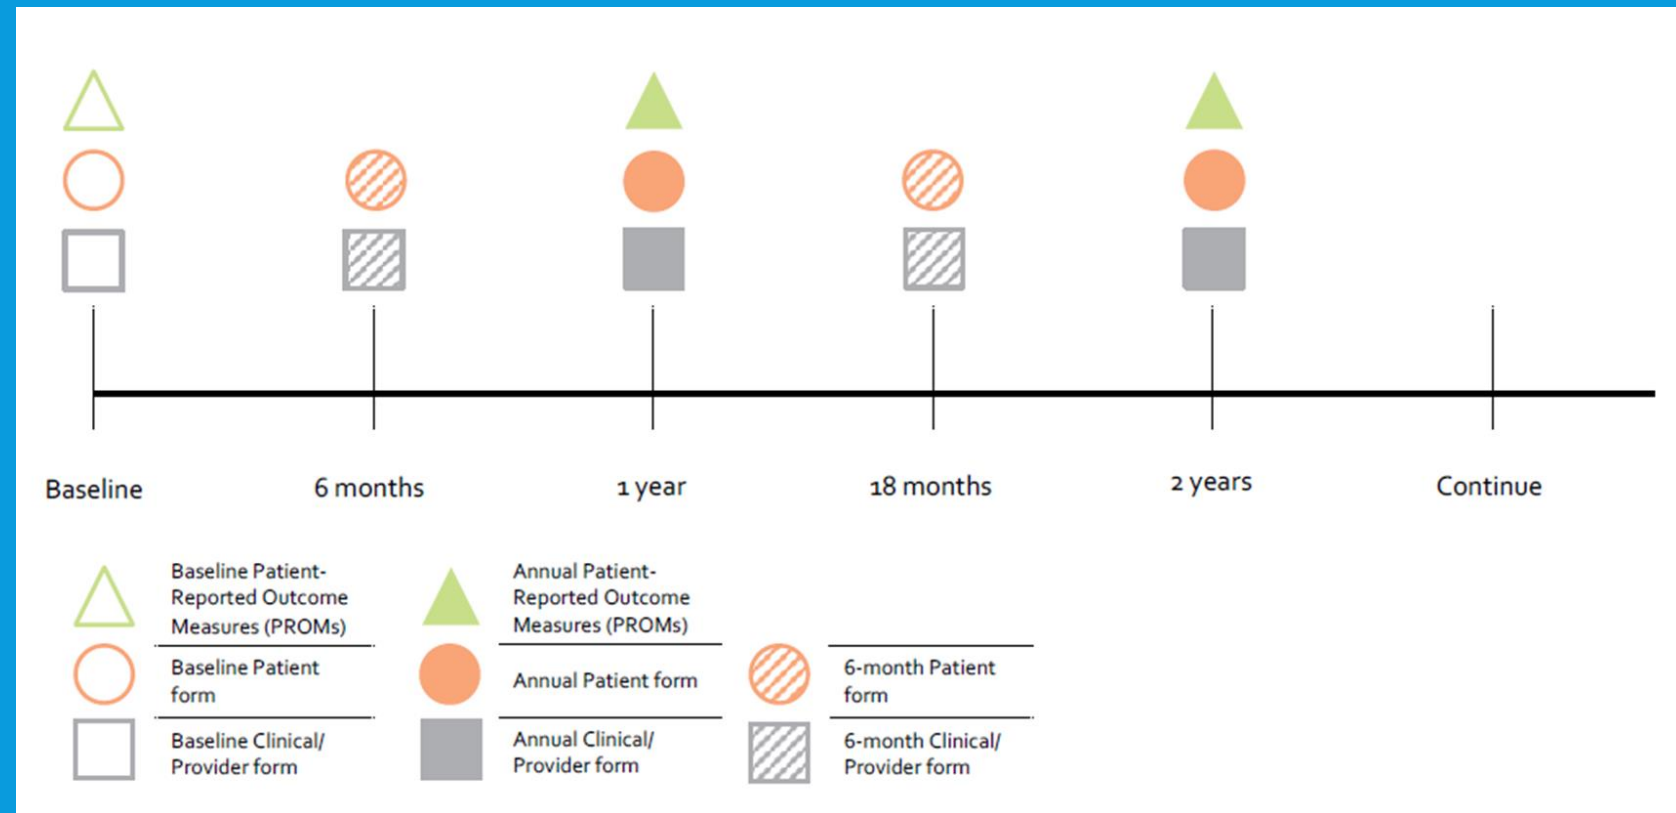 Baseline
6 months
1 year
18 months
2 years
Continue
Baseline Patient-
Reported Outcome
Measures (PROMs)
Annual Patient-
Reported Outcome
Measures (PROMs)
Baseline Patient
form
Annual Patient form
6-month Patient
form
Baseline Clinical/
Provider form
Annual Clinical/
Provider form
6-month Clinical/
Provider form